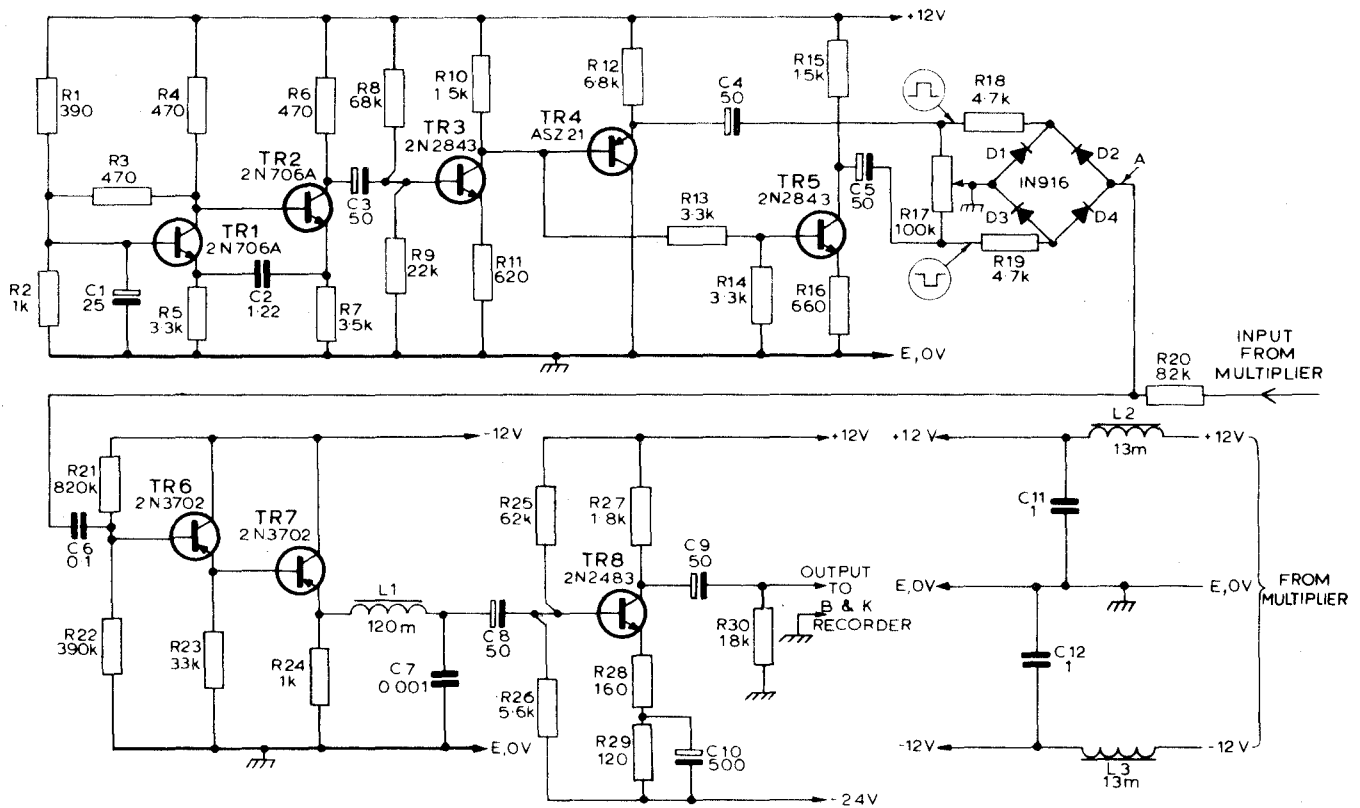 +12V
R1
390
R4
470
R6
470
R8
68k
R10
1·5k
R12
6·8k
R15
1·5k
C4
50
R18
4·7k
R3
470
TR2
2N706A
TR3
2N2843
TR4
ASZ21
D1
D2
A
C3
50
TR5
2N2843
C5
50
IN916
TR1
2N706A
R13
3·3k
R17
100k
D3
D4
R2
1k
C1
25
R5
3·3k
C2
1·22
R7
3·5k
R9
22k
R11
620
R14
3·3k
R16
660
R19
4·7k
E,0V
INPUT
FROM
MULTIPLIER
R20
82k
-12V
+12V
+12V
L2
13m
+12V
R21
820k
TR6
2N3702
TR7
2N3702
R25
62k
R27
1·8k
C11
1
C6
0·1
TR8
2N2483
C9
50
OUTPUT
TO
B & K
RECORDER
E,0V
E,0V
FROM
MULTIPLIER
L1
120m
C8
50
R30
18k
R22
390k
R23
33k
R24
1k
C7
0·001
R26
5·6k
R28
160
C12
1
E,0V
R29
120
C10
500
-12V
L3
13m
-12V
-24V